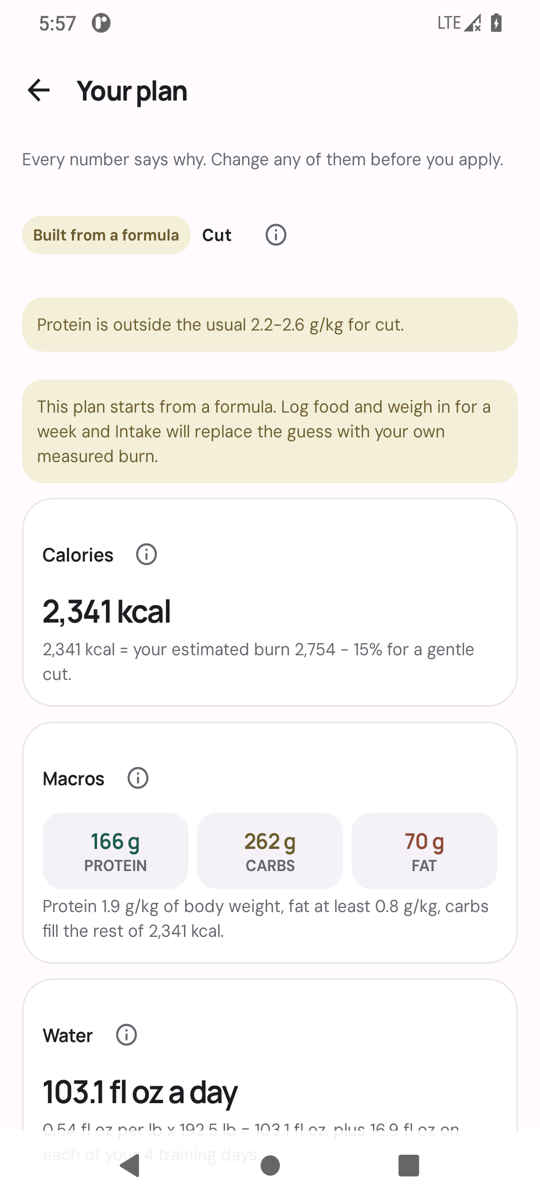 5:57
LTE
Your plan
Every number says why. Change any of them before you apply.
Built from a formula
Cut
Protein is outside the usual 2.2–2.6 g/kg for cut.
This plan starts from a formula. Log food and weigh in for a
week and Intake will replace the guess with your own
measured burn.
Calories
2,341 kcal
2,341 kcal = your estimated burn 2,754 − 15% for a gentle
cut.
Macros
166 g
PROTEIN
262 g
CARBS
70 g
FAT
Protein 1.9 g/kg of body weight, fat at least 0.8 g/kg, carbs
fill the rest of 2,341 kcal.
Water
103.1 fl oz a day
0.54 fl oz per lb x 192.5 lb = 103.1 fl oz, plus 16.9 fl oz on
each of your 4 training days.